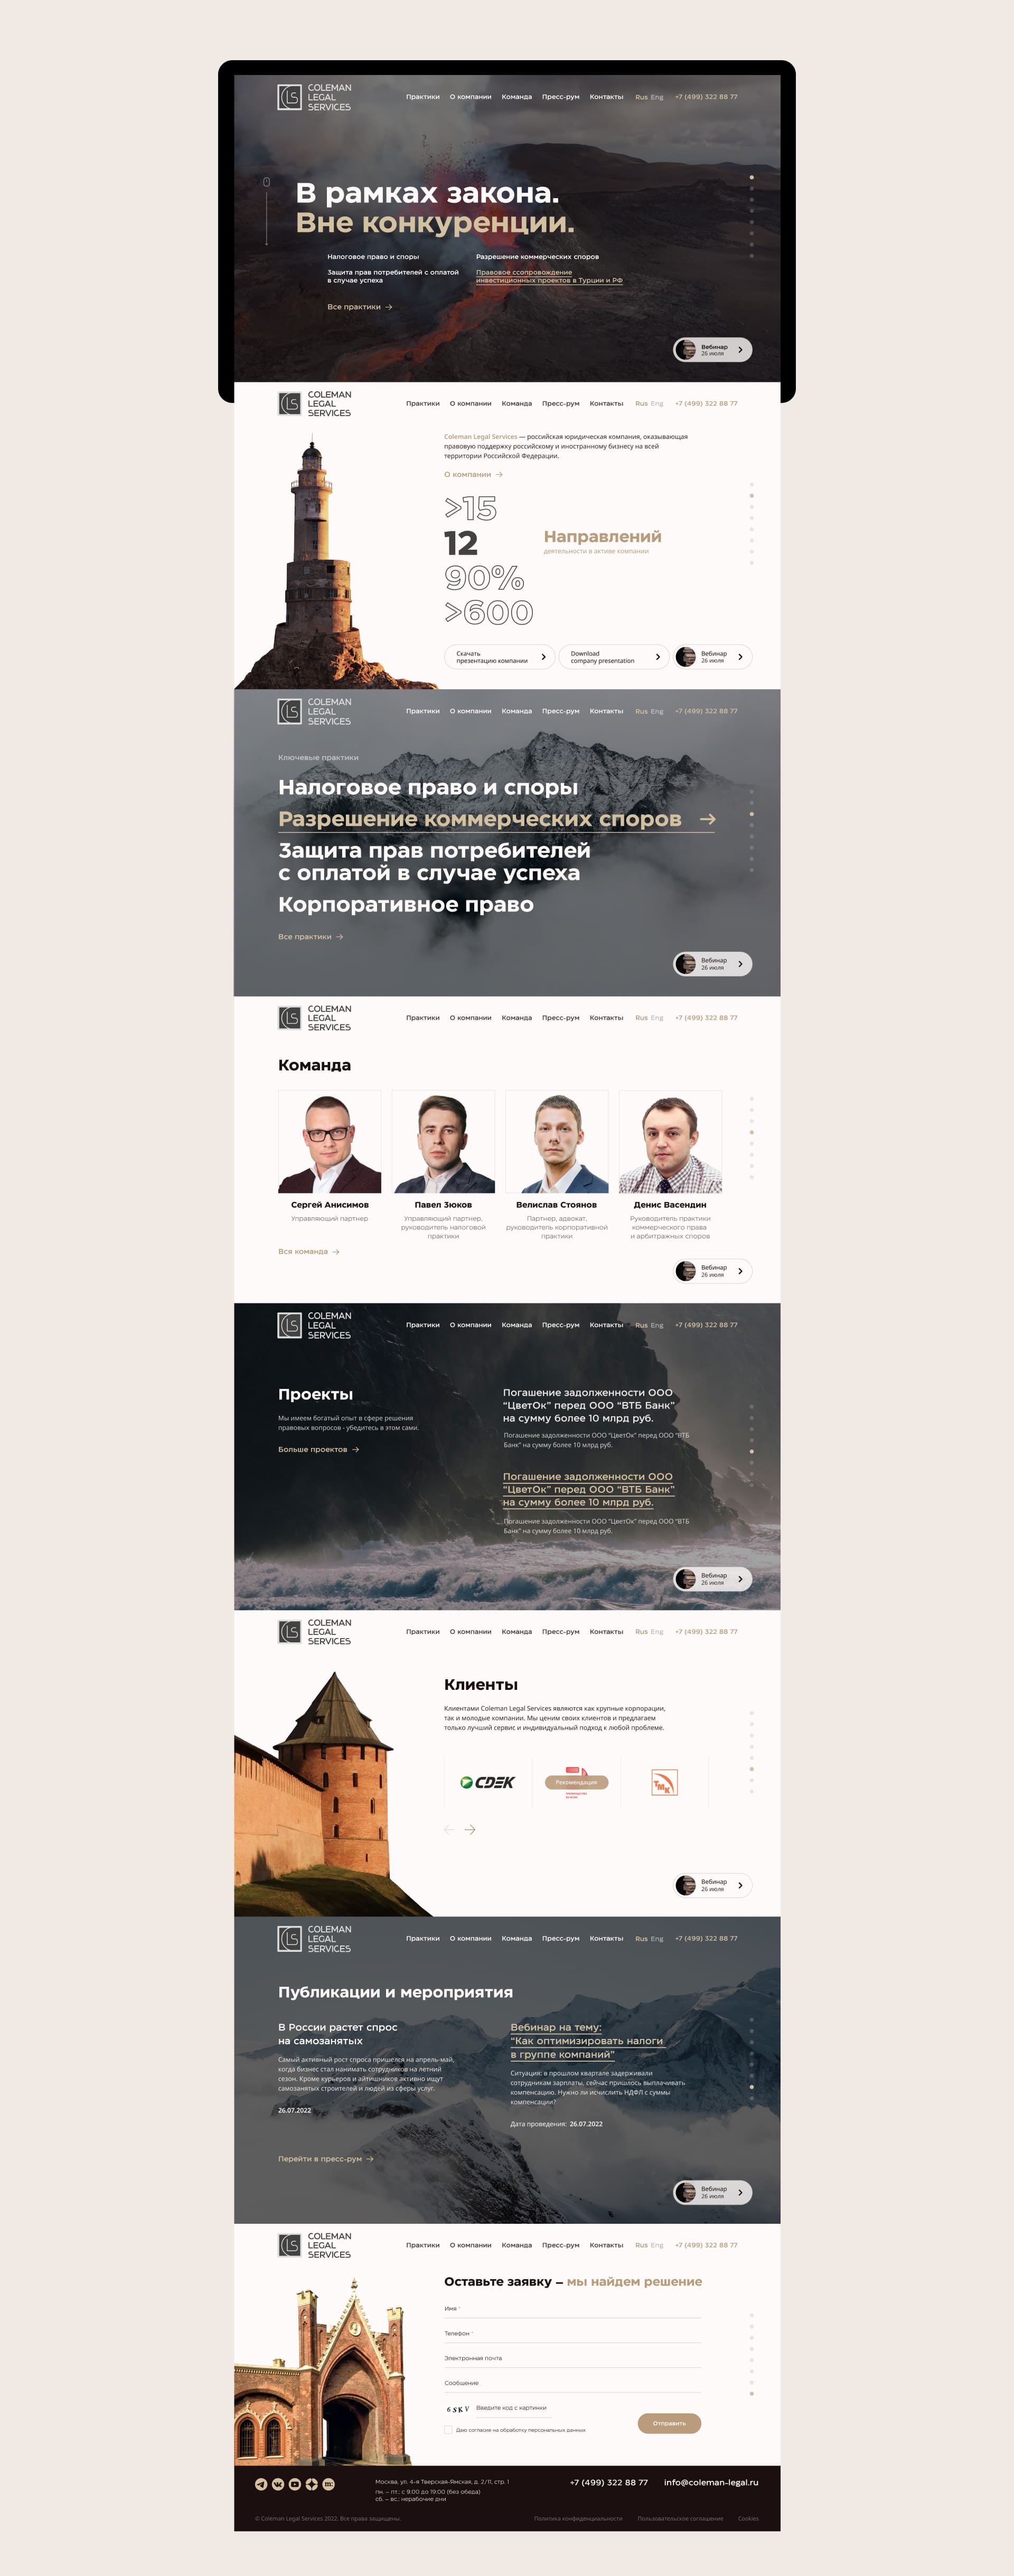 COLEMAN
LEGAL
SERVICES
Практики О компании Команда Пресс-рум Контакты Rus Eng +7 (499) 322 88 77
В рамках закона.
Вне конкуренции.
Налоговое право и споры
Разрешение коммерческих споров
Защита прав потребителей с оплатой
в случае успеха
Правовое ссопровождение
инвестиционных проектов в Турции и РФ
Все практики →
Вебинар
26 июля
COLEMAN
LEGAL
SERVICES
Практики О компании Команда Пресс-рум Контакты Rus Eng +7 (499) 322 88 77
Coleman Legal Services — российская юридическая компания, оказывающая
правовую поддержку российскому и иностранному бизнесу на всей
территории Российской Федерации.
О компании →
>15
12
Направлений
деятельности в активе компании
90%
>600
Скачать
презентацию компании
Download
company presentation
Вебинар
26 июля
COLEMAN
LEGAL
SERVICES
Практики О компании Команда Пресс-рум Контакты Rus Eng +7 (499) 322 88 77
Ключевые практики
Налоговое право и споры
Разрешение коммерческих споров →
Защита прав потребителей
с оплатой в случае успеха
Корпоративное право
Все практики →
Вебинар
26 июля
COLEMAN
LEGAL
SERVICES
Практики О компании Команда Пресс-рум Контакты Rus Eng +7 (499) 322 88 77
Команда
Сергей Анисимов
Управляющий партнер
Павел Зюков
Управляющий партнер,
руководитель налоговой
практики
Велислав Стоянов
Партнер, адвокат,
руководитель корпоративной
практики
Денис Васендин
Руководитель практики
коммерческого права
и арбитражных споров
Вся команда →
Вебинар
26 июля
COLEMAN
LEGAL
SERVICES
Практики О компании Команда Пресс-рум Контакты Rus Eng +7 (499) 322 88 77
Проекты
Мы имеем богатый опыт в сфере решения
правовых вопросов - убедитесь в этом сами.
Больше проектов →
Погашение задолженности ООО
“ЦветОк” перед ООО “ВТБ Банк”
на сумму более 10 млрд руб.
Погашение задолженности ООО “ЦветОк” перед ООО “ВТБ
Банк” на сумму более 10 млрд руб.
Погашение задолженности ООО
“ЦветОк” перед ООО “ВТБ Банк”
на сумму более 10 млрд руб.
Погашение задолженности ООО “ЦветОк” перед ООО “ВТБ
Банк” на сумму более 10 млрд руб.
Вебинар
26 июля
COLEMAN
LEGAL
SERVICES
Практики О компании Команда Пресс-рум Контакты Rus Eng +7 (499) 322 88 77
Клиенты
Клиентами Coleman Legal Services являются как крупные корпорации,
так и молодые компании. Мы ценим своих клиентов и предлагаем
только лучший сервис и индивидуальный подход к любой проблеме.
CDEK
Рекомендация
ТМК
Вебинар
26 июля
COLEMAN
LEGAL
SERVICES
Практики О компании Команда Пресс-рум Контакты Rus Eng +7 (499) 322 88 77
Публикации и мероприятия
В России растет спрос
на самозанятых
Самый активный рост спроса пришелся на апрель-май,
когда бизнес стал нанимать сотрудников на летний
сезон. Кроме курьеров и айтишников активно ищут
самозанятых строителей и людей из сферы услуг.
26.07.2022
Вебинар на тему:
“Как оптимизировать налоги
в группе компаний”
Ситуация: в прошлом квартале задерживали
сотрудникам зарплаты, сейчас пришлось выплачивать
компенсацию. Нужно ли исчислить НДФЛ с суммы
компенсации?
Дата проведения: 26.07.2022
Перейти в пресс-рум →
Вебинар
26 июля
COLEMAN
LEGAL
SERVICES
Практики О компании Команда Пресс-рум Контакты Rus Eng +7 (499) 322 88 77
Оставьте заявку – мы найдем решение
Имя *
Телефон *
Электронная почта
Сообщение
6SKV Введите код с картинки
Даю согласие на обработку персональных данных
Отправить
Москва, ул. 4-я Тверская-Ямская, д. 2/11, стр. 1
пн. – пт.: с 9:00 до 19:00 (без обеда)
сб. – вс.: нерабочие дни
+7 (499) 322 88 77 info@coleman-legal.ru
© Coleman Legal Services 2022. Все права защищены.
Политика конфиденциальности Пользовательское соглашение Cookies